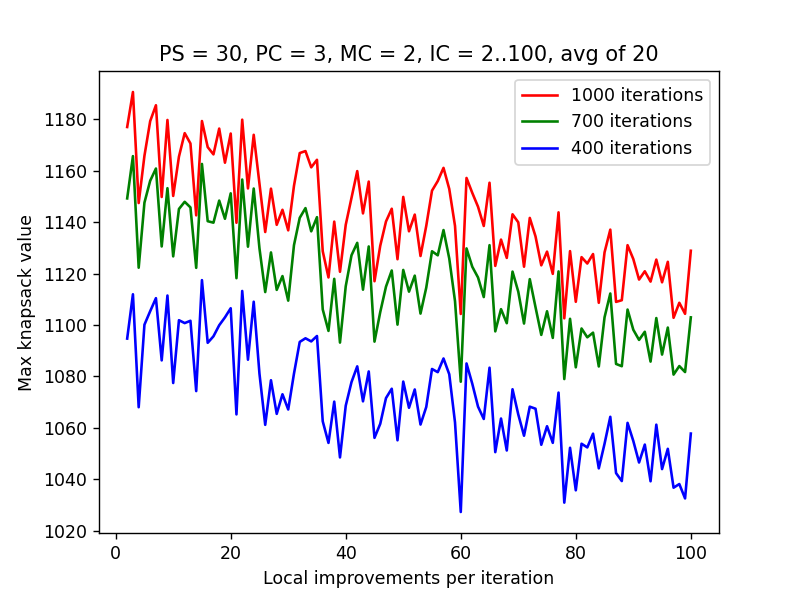 PS = 30, PC = 3, MC = 2, IC = 2..100, avg of 20
1000 iterations
700 iterations
400 iterations
Max knapsack value
1180
1160
1140
1120
1100
1080
1060
1040
1020
0 20 40 60 80 100
Local improvements per iteration